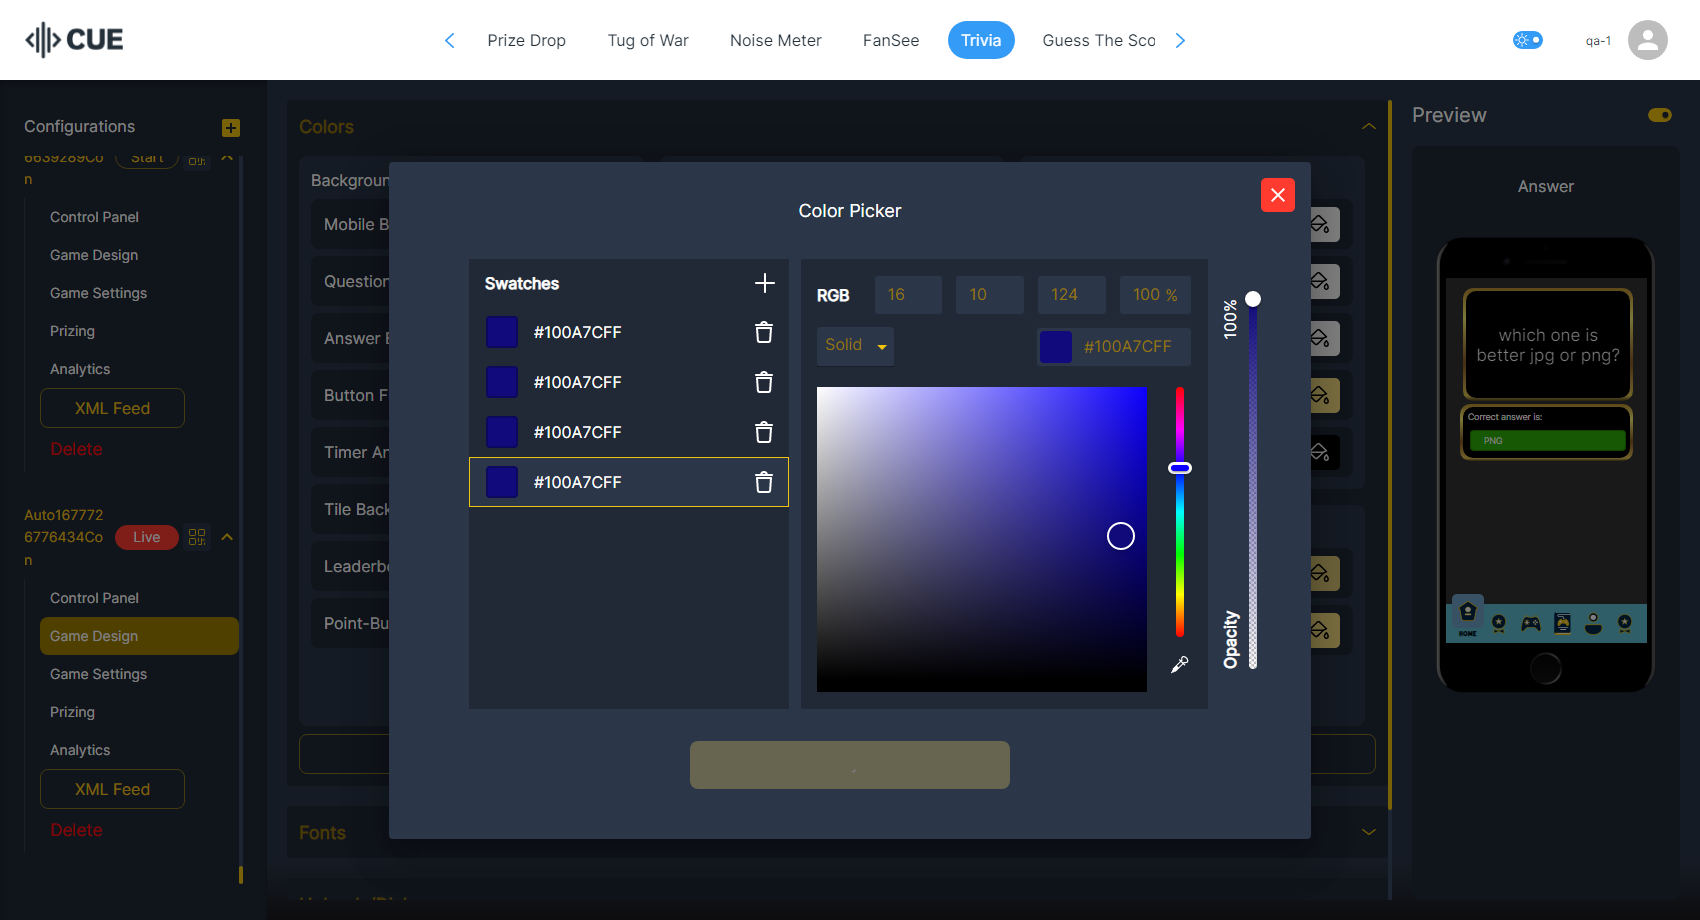 CUE
Prize Drop
Tug of War
Noise Meter
FanSee
Trivia
Guess The Sco
qa-1
Configurations
6639289Co
n
Start
Control Panel
Game Design
Game Settings
Prizing
Analytics
XML Feed
Delete
Auto167772
6776434Co
n
Live
Control Panel
Game Design
Game Settings
Prizing
Analytics
XML Feed
Delete
Colors
Backgroun
Mobile B
Question
Answer
Button F
Timer An
Tile Back
Leaderbo
Point-Bu
Fonts
Color Picker
Swatches
#100A7CFF
#100A7CFF
#100A7CFF
#100A7CFF
RGB
16
10
124
100 %
Solid
#100A7CFF
100%
Opacity
Preview
Answer
which one is
better jpg or png?
Correct answer is:
PNG
HOME